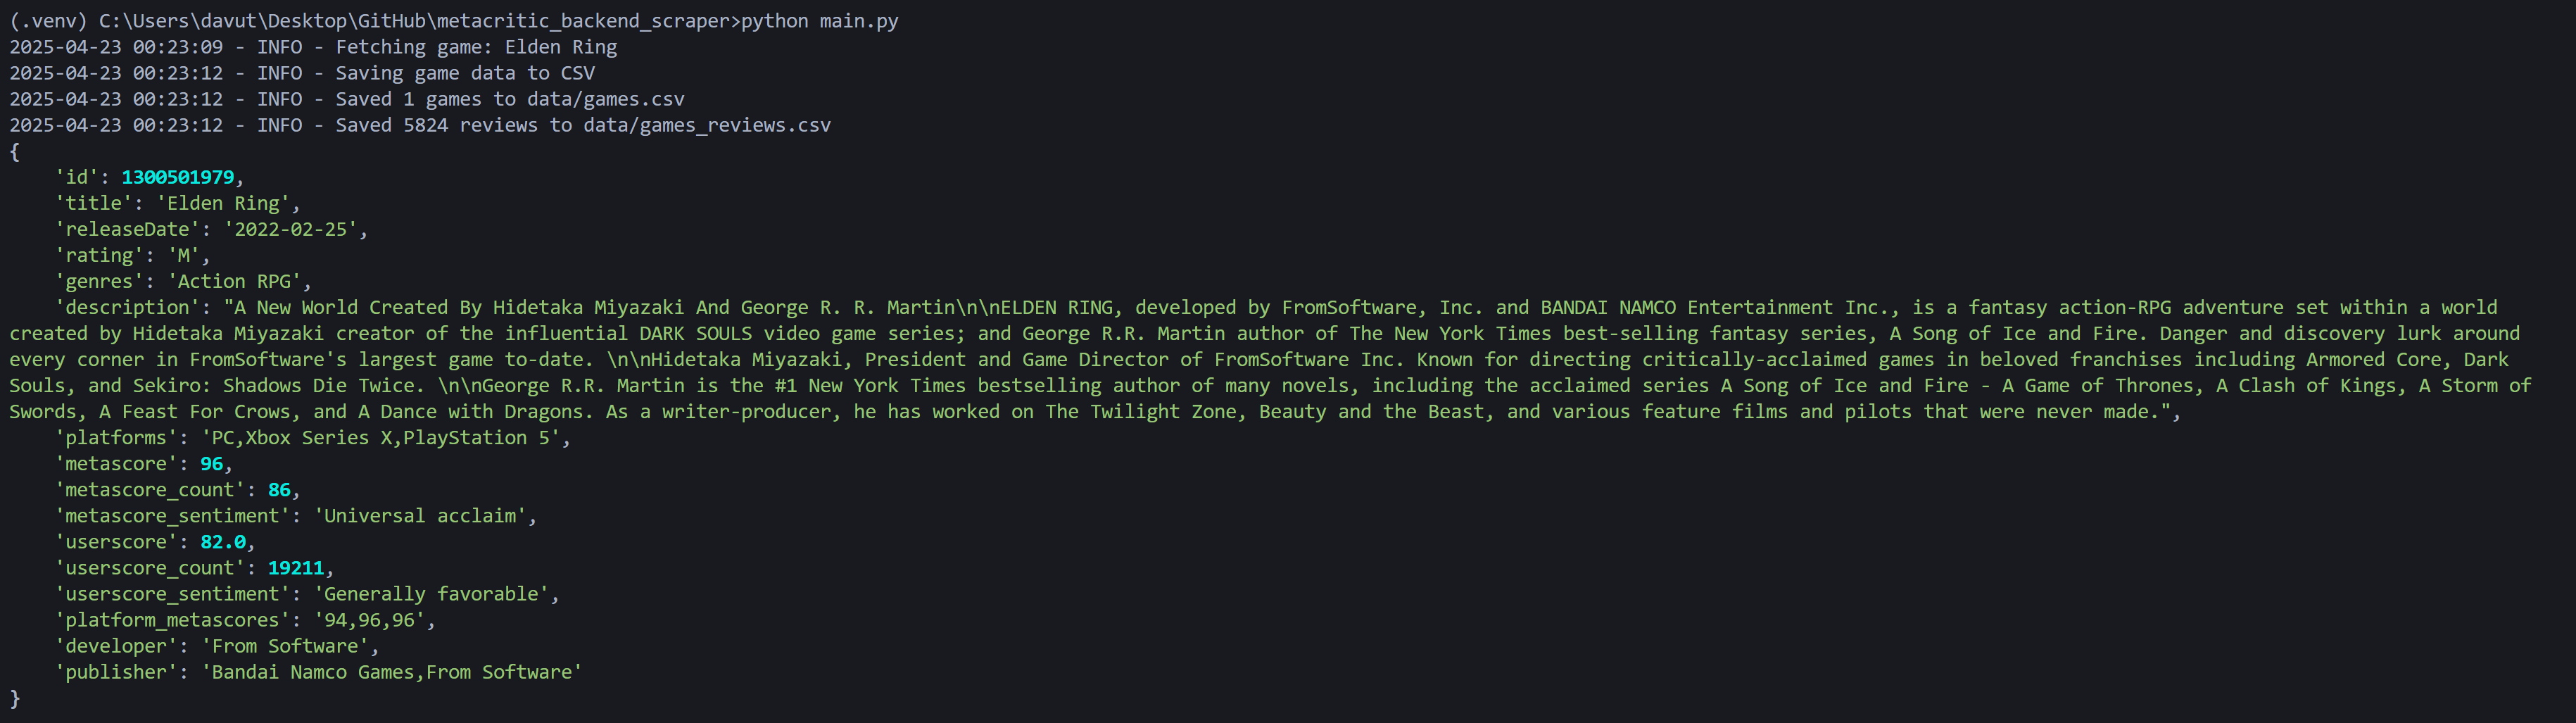 (.venv) C:\Users\davut\Desktop\GitHub\metacritic_backend_scraper>python main.py
2025-04-23 00:23:09 - INFO - Fetching game: Elden Ring
2025-04-23 00:23:12 - INFO - Saving game data to CSV
2025-04-23 00:23:12 - INFO - Saved 1 games to data/games.csv
2025-04-23 00:23:12 - INFO - Saved 5824 reviews to data/games_reviews.csv
{
    'id': 1300501979,
    'title': 'Elden Ring',
    'releaseDate': '2022-02-25',
    'rating': 'M',
    'genres': 'Action RPG',
    'description': "A New World Created By Hidetaka Miyazaki And George R. R. Martin\n\nELDEN RING, developed by FromSoftware, Inc. and BANDAI NAMCO Entertainment Inc., is a fantasy action-RPG adventure set within a world
created by Hidetaka Miyazaki creator of the influential DARK SOULS video game series; and George R.R. Martin author of The New York Times best-selling fantasy series, A Song of Ice and Fire. Danger and discovery lurk around
every corner in FromSoftware's largest game to-date. \n\nHidetaka Miyazaki, President and Game Director of FromSoftware Inc. Known for directing critically-acclaimed games in beloved franchises including Armored Core, Dark
Souls, and Sekiro: Shadows Die Twice. \n\nGeorge R.R. Martin is the #1 New York Times bestselling author of many novels, including the acclaimed series A Song of Ice and Fire - A Game of Thrones, A Clash of Kings, A Storm of
Swords, A Feast For Crows, and A Dance with Dragons. As a writer-producer, he has worked on The Twilight Zone, Beauty and the Beast, and various feature films and pilots that were never made.",
    'platforms': 'PC,Xbox Series X,PlayStation 5',
    'metascore': 96,
    'metascore_count': 86,
    'metascore_sentiment': 'Universal acclaim',
    'userscore': 82.0,
    'userscore_count': 19211,
    'userscore_sentiment': 'Generally favorable',
    'platform_metascores': '94,96,96',
    'developer': 'From Software',
    'publisher': 'Bandai Namco Games,From Software'
}